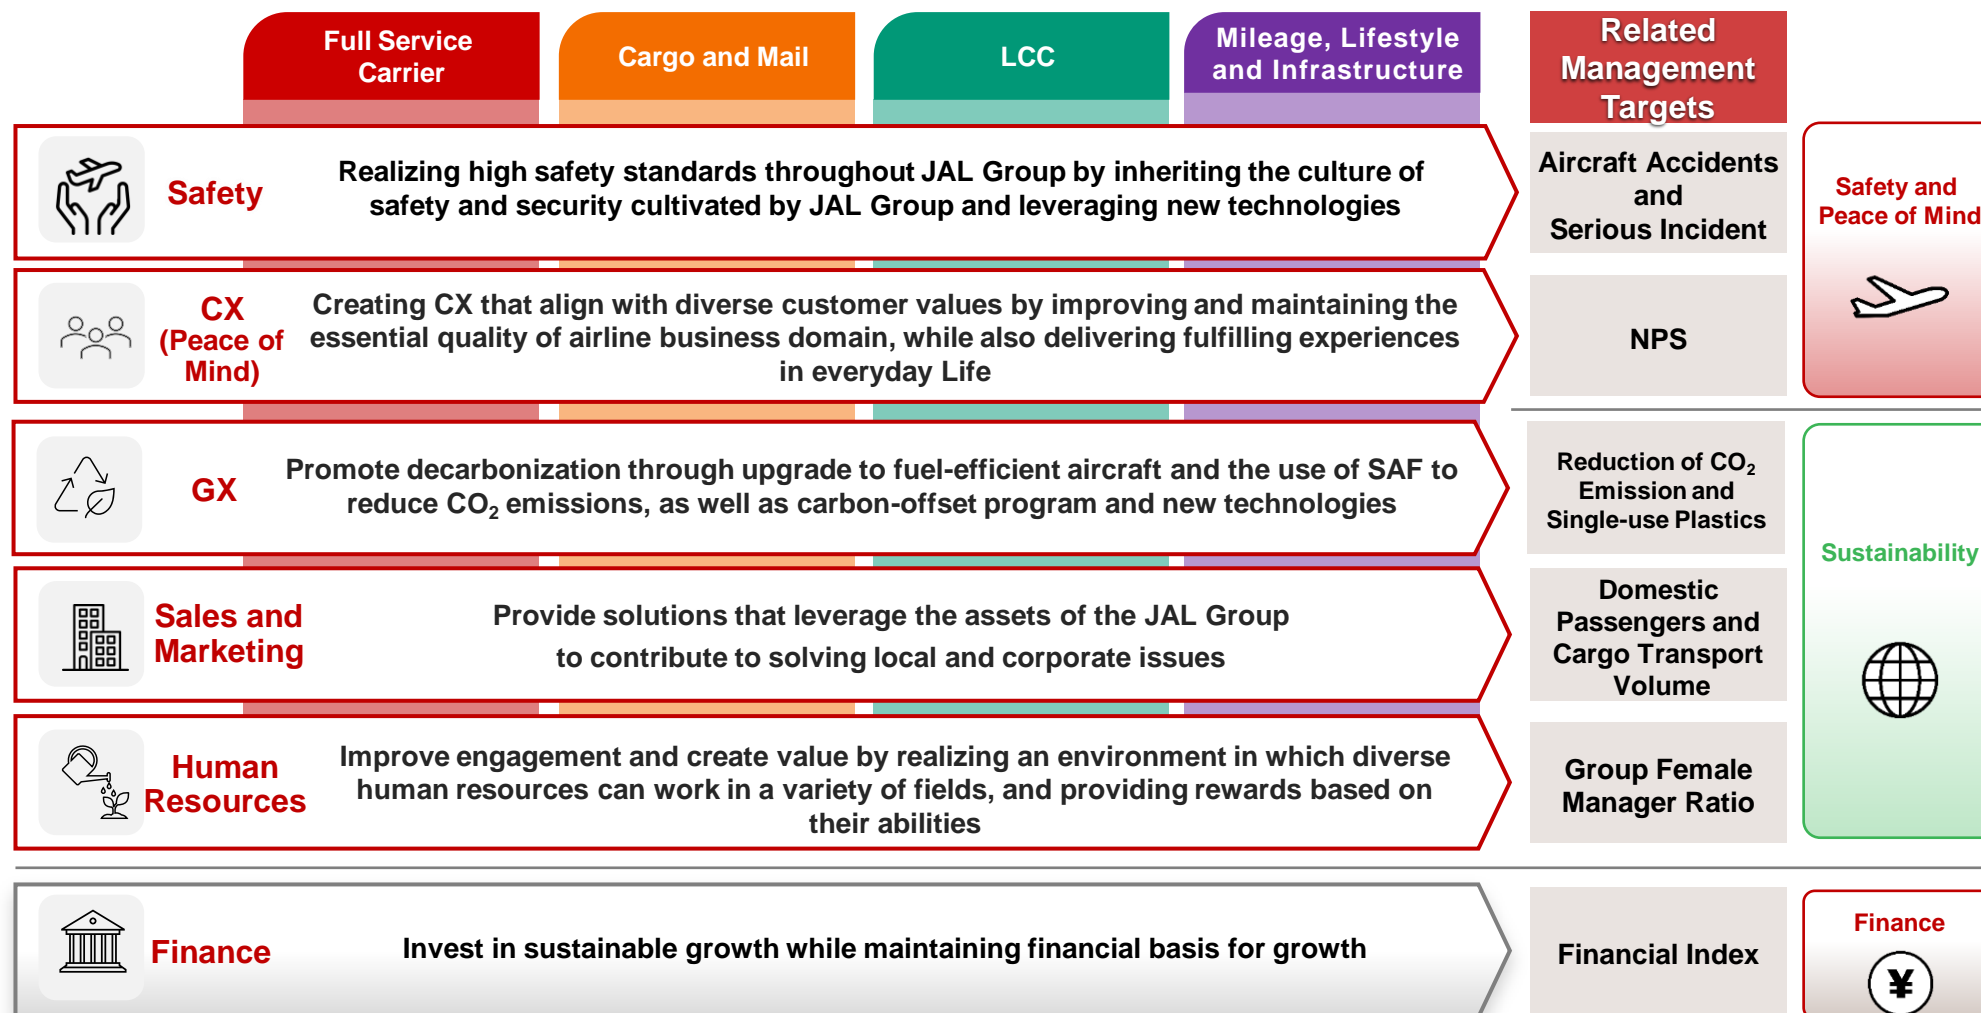 Full Service
Carrier
Cargo and Mail
LCC
Mileage, Lifestyle
and Infrastructure
Related
Management
Targets
Safety
Realizing high safety standards throughout JAL Group by inheriting the culture of
safety and security cultivated by JAL Group and leveraging new technologies
Aircraft Accidents
and
Serious Incident
Safety and
Peace of Mind
CX
(Peace of
Mind)
Creating CX that align with diverse customer values by improving and maintaining the
essential quality of airline business domain, while also delivering fulfilling experiences
in everyday Life
NPS
GX
Promote decarbonization through upgrade to fuel-efficient aircraft and the use of SAF to
reduce CO₂ emissions, as well as carbon-offset program and new technologies
Reduction of CO₂
Emission and
Single-use Plastics
Sustainability
Sales and
Marketing
Provide solutions that leverage the assets of the JAL Group
to contribute to solving local and corporate issues
Domestic
Passengers and
Cargo Transport
Volume
Human
Resources
Improve engagement and create value by realizing an environment in which diverse
human resources can work in a variety of fields, and providing rewards based on
their abilities
Group Female
Manager Ratio
Finance
Invest in sustainable growth while maintaining financial basis for growth
Financial Index
Finance
¥